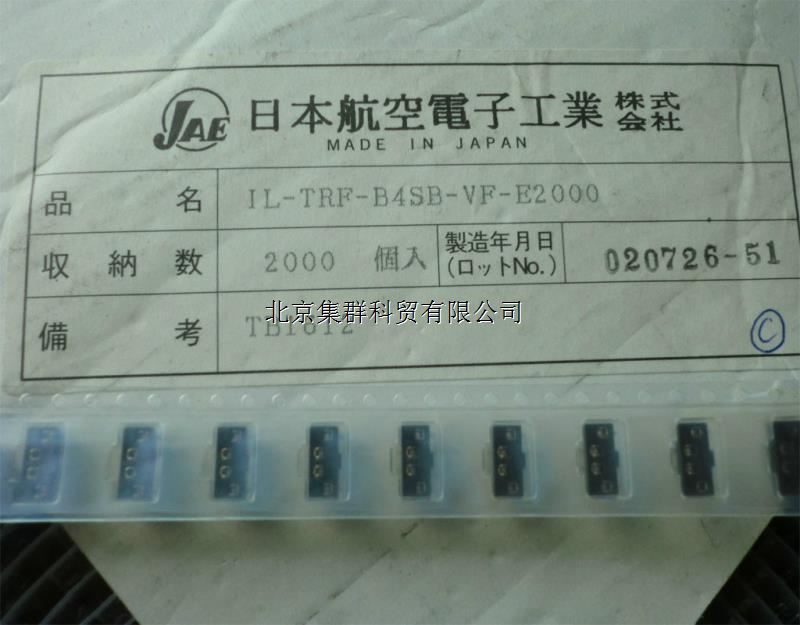 JAE 日本航空電子工業 株式会社
MADE IN JAPAN
品名 IL-TRF-B4SB-VF-E2000
収納数 2000 個入 製造年月日 (ロットNo.) 020726-51
北京集群科贸有限公司
備考
C